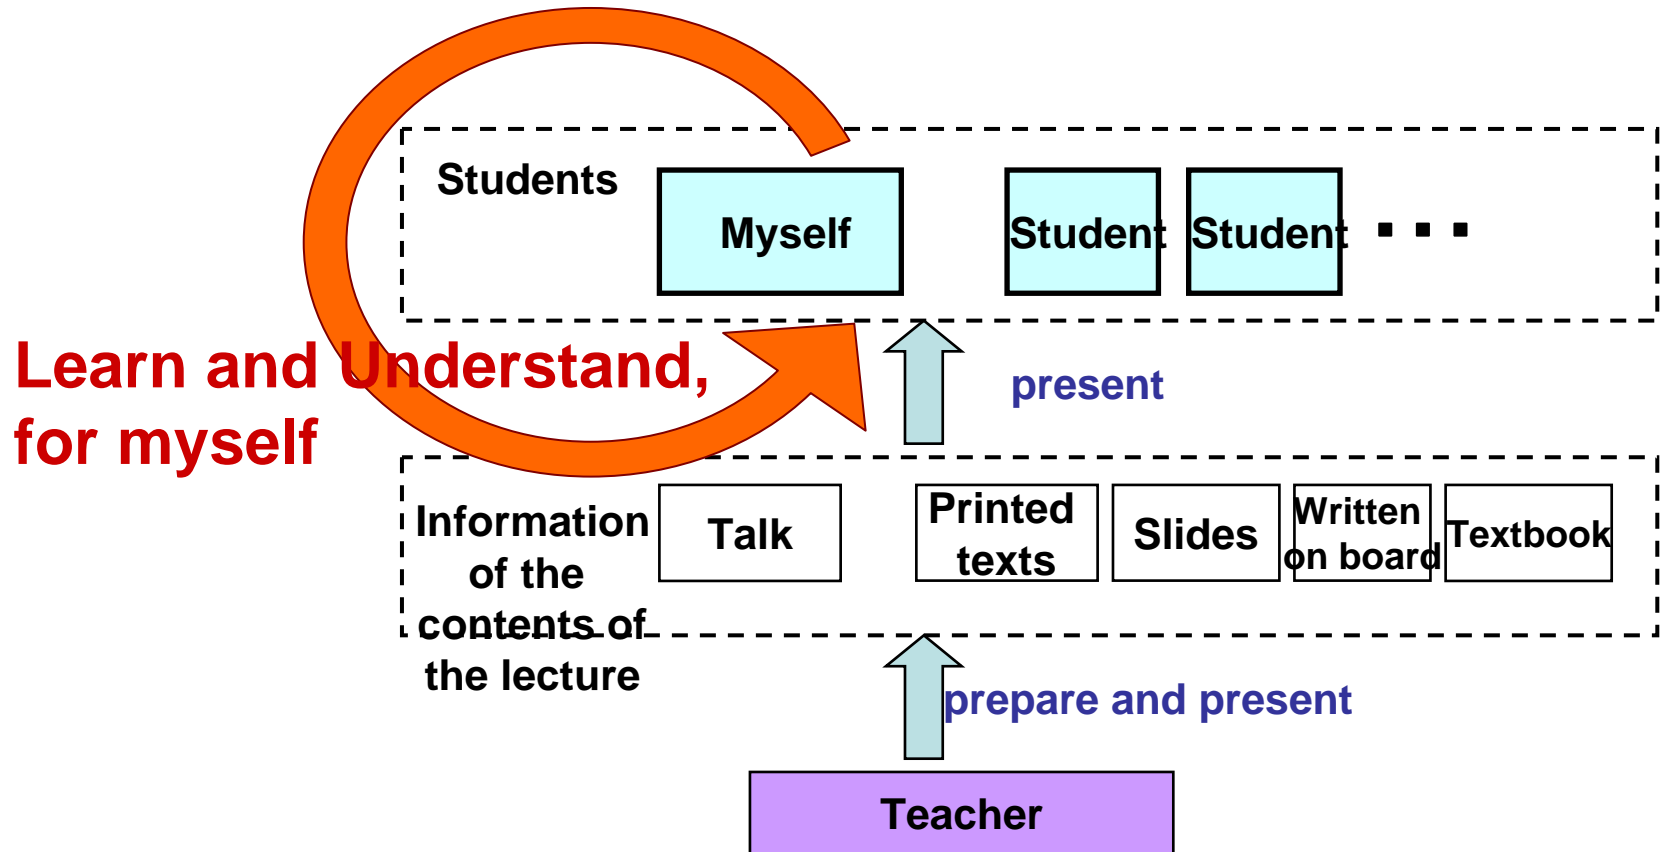 Students
Myself
Student
Student
...
Learn and Understand,
for myself
present
Information
of the
contents of
the lecture
Talk
Printed
texts
Slides
Written
on board
Textbook
prepare and present
Teacher